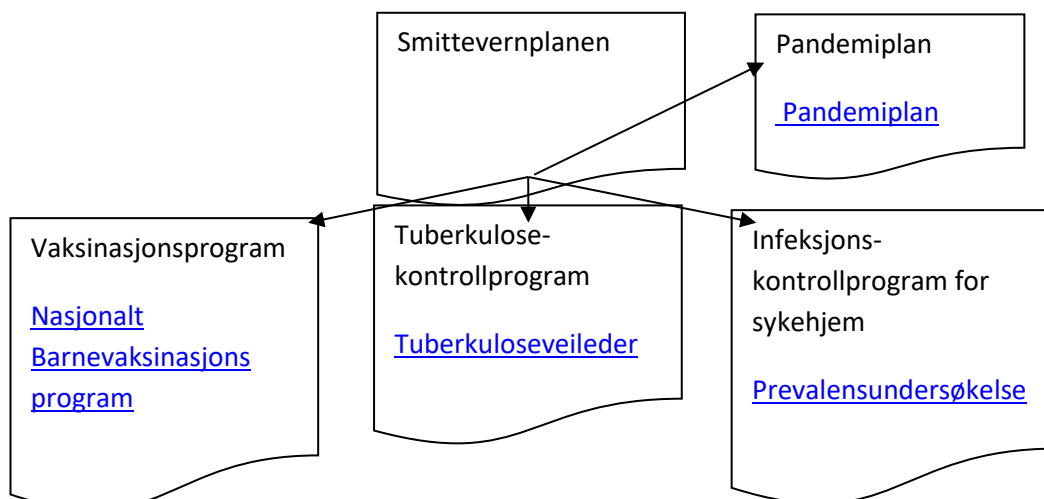 Smittevernplanen
Pandemiplan
Pandemiplan
Vaksinasjonsprogram
Nasjonalt
Barnevaksinasjons
program
Tuberkulose-
kontrollprogram
Tuberkuloseveileder
Infeksjons-
kontrollprogram for
sykehjem
Prevalensundersøkelse